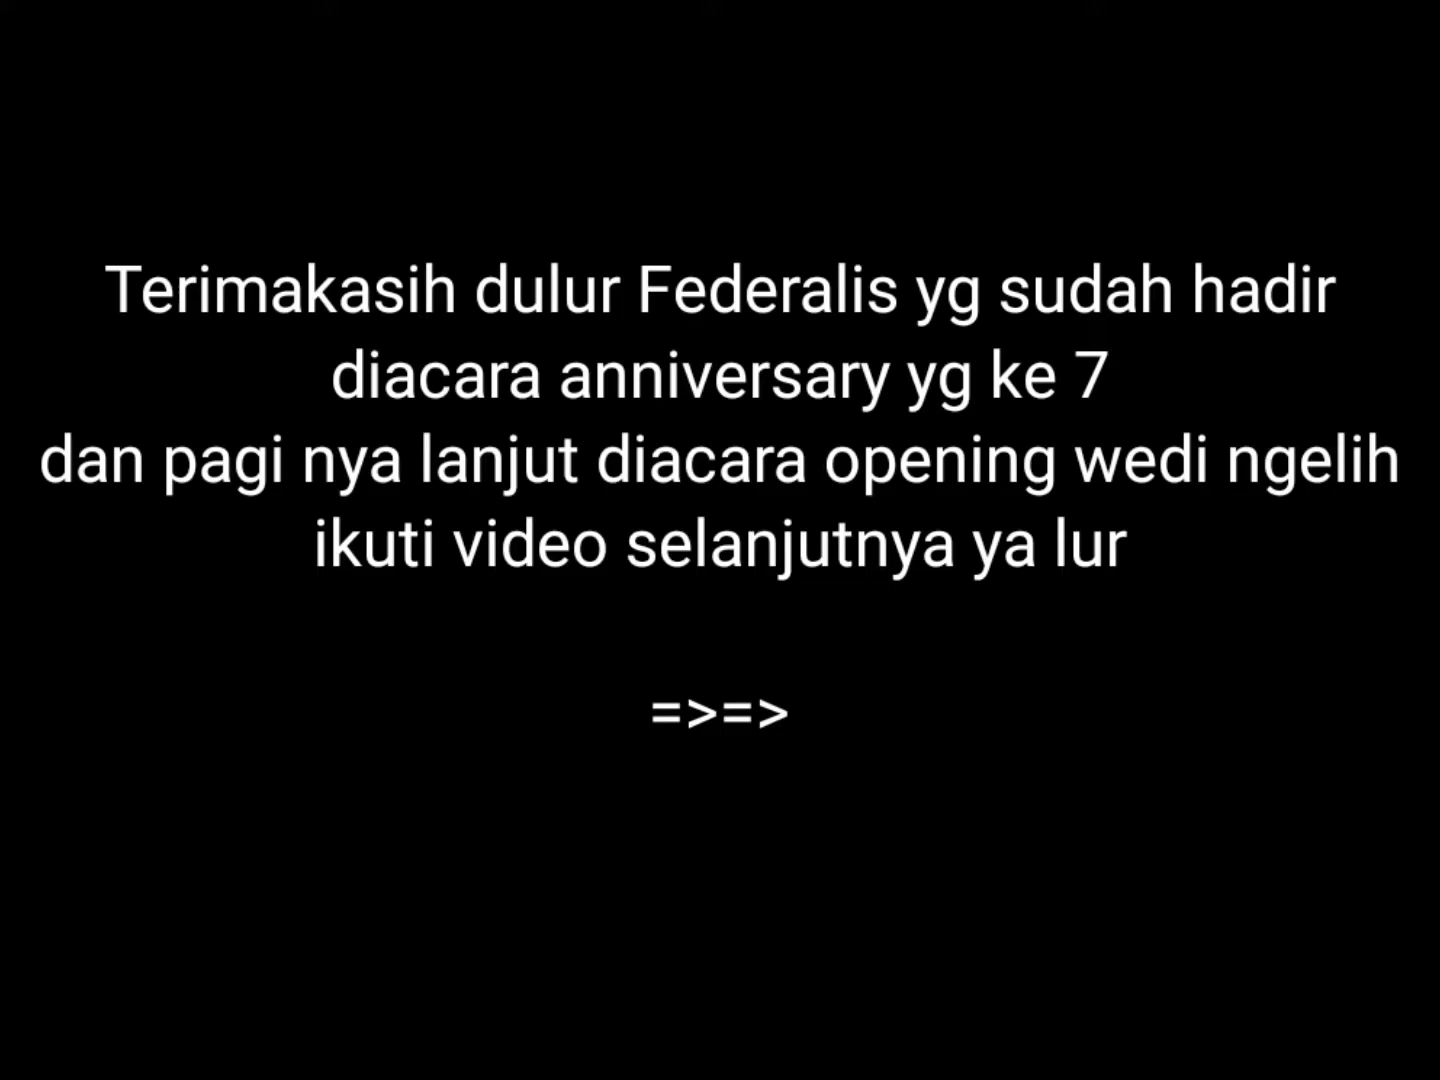 Terimakasih dulur Federalis yg sudah hadir
diacara anniversary yg ke 7
dan pagi nya lanjut diacara opening wedi ngelih
ikuti video selanjutnya ya lur
=>=>